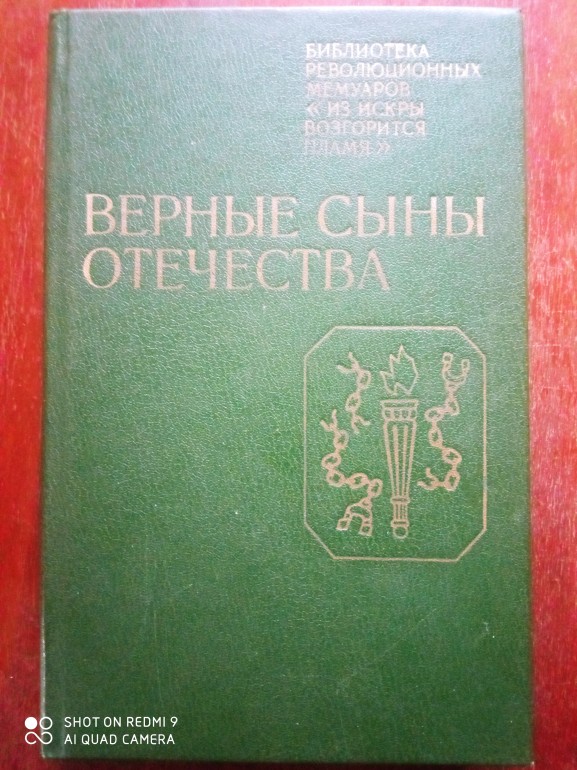 БИБЛИОТЕКА
РЕВОЛЮЦИОННЫХ
МЕМУАРОВ
« ИЗ ИСКРЫ
ВОЗГОРИТСЯ
ПЛАМЯ »
ВЕРНЫЕ СЫНЫ
ОТЕЧЕСТВА
SHOT ON REDMI 9
AI QUAD CAMERA